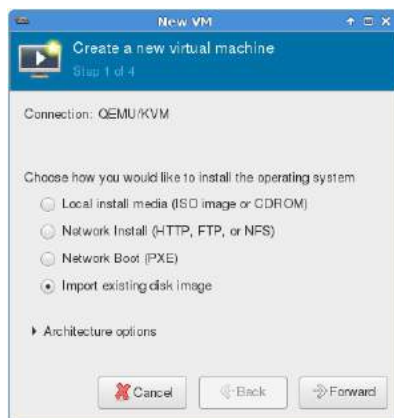 New VM
Create a new virtual machine
Step 1 of 4
Connection: QEMU/KVM
Choose how you would like to install the operating system
Local install media (ISO image or CDROM)
Network Install (HTTP, FTP, or NFS)
Network Boot (PXE)
Import existing disk image
Architecture options
Cancel
Back
Forward